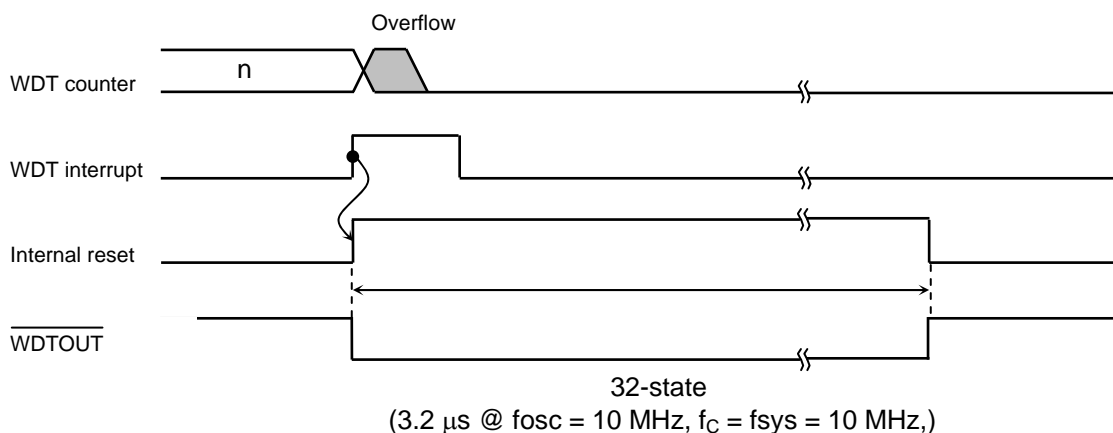 Overflow
WDT counter
n
WDT interrupt
Internal reset
WDTOUT
32-state
(3.2 μs @ fosc = 10 MHz, fC = fsys = 10 MHz,)